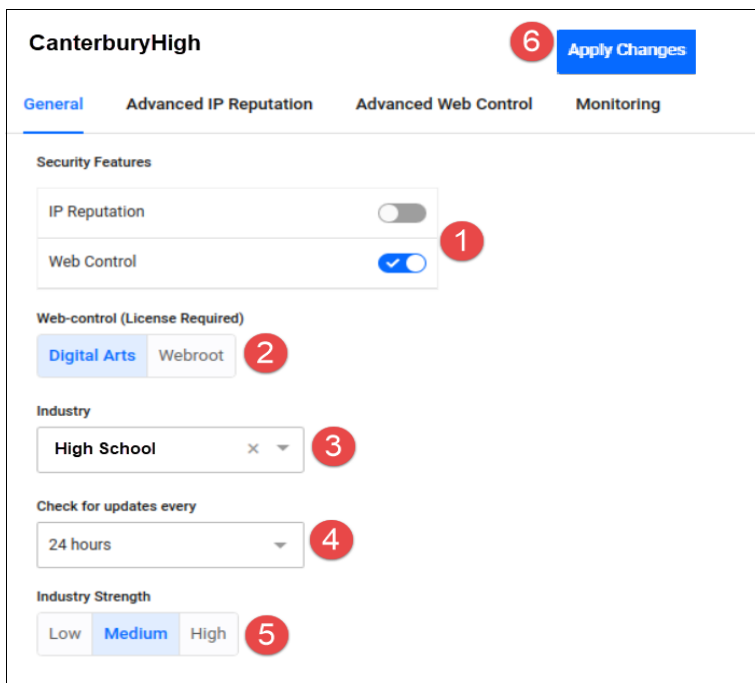 CanterburyHigh
6
Apply Changes
General Advanced IP Reputation Advanced Web Control Monitoring
Security Features
IP Reputation
1
Web Control
Web-control (License Required)
Digital Arts Webroot 2
Industry
High School 3
Check for updates every
24 hours 4
Industry Strength
Low Medium High 5